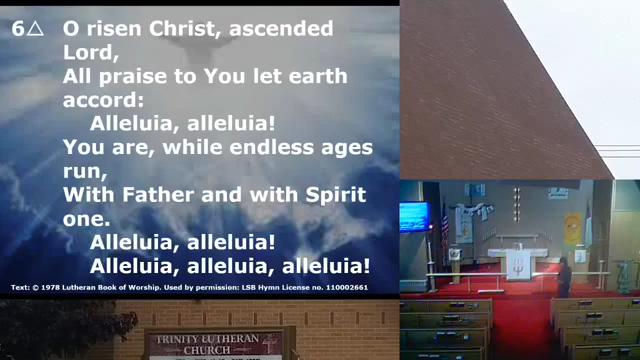 6△ O risen Christ, ascended
Lord,
All praise to You let earth
accord:
Alleluia, alleluia!
You are, while endless ages
run,
With Father and with Spirit
one.
Alleluia, alleluia!
Alleluia, alleluia, alleluia!
Text: © 1978 Lutheran Book of Worship. Used by permission: LSB Hymn License no. 110002661
TRINITY LUTHERAN
CHURCH